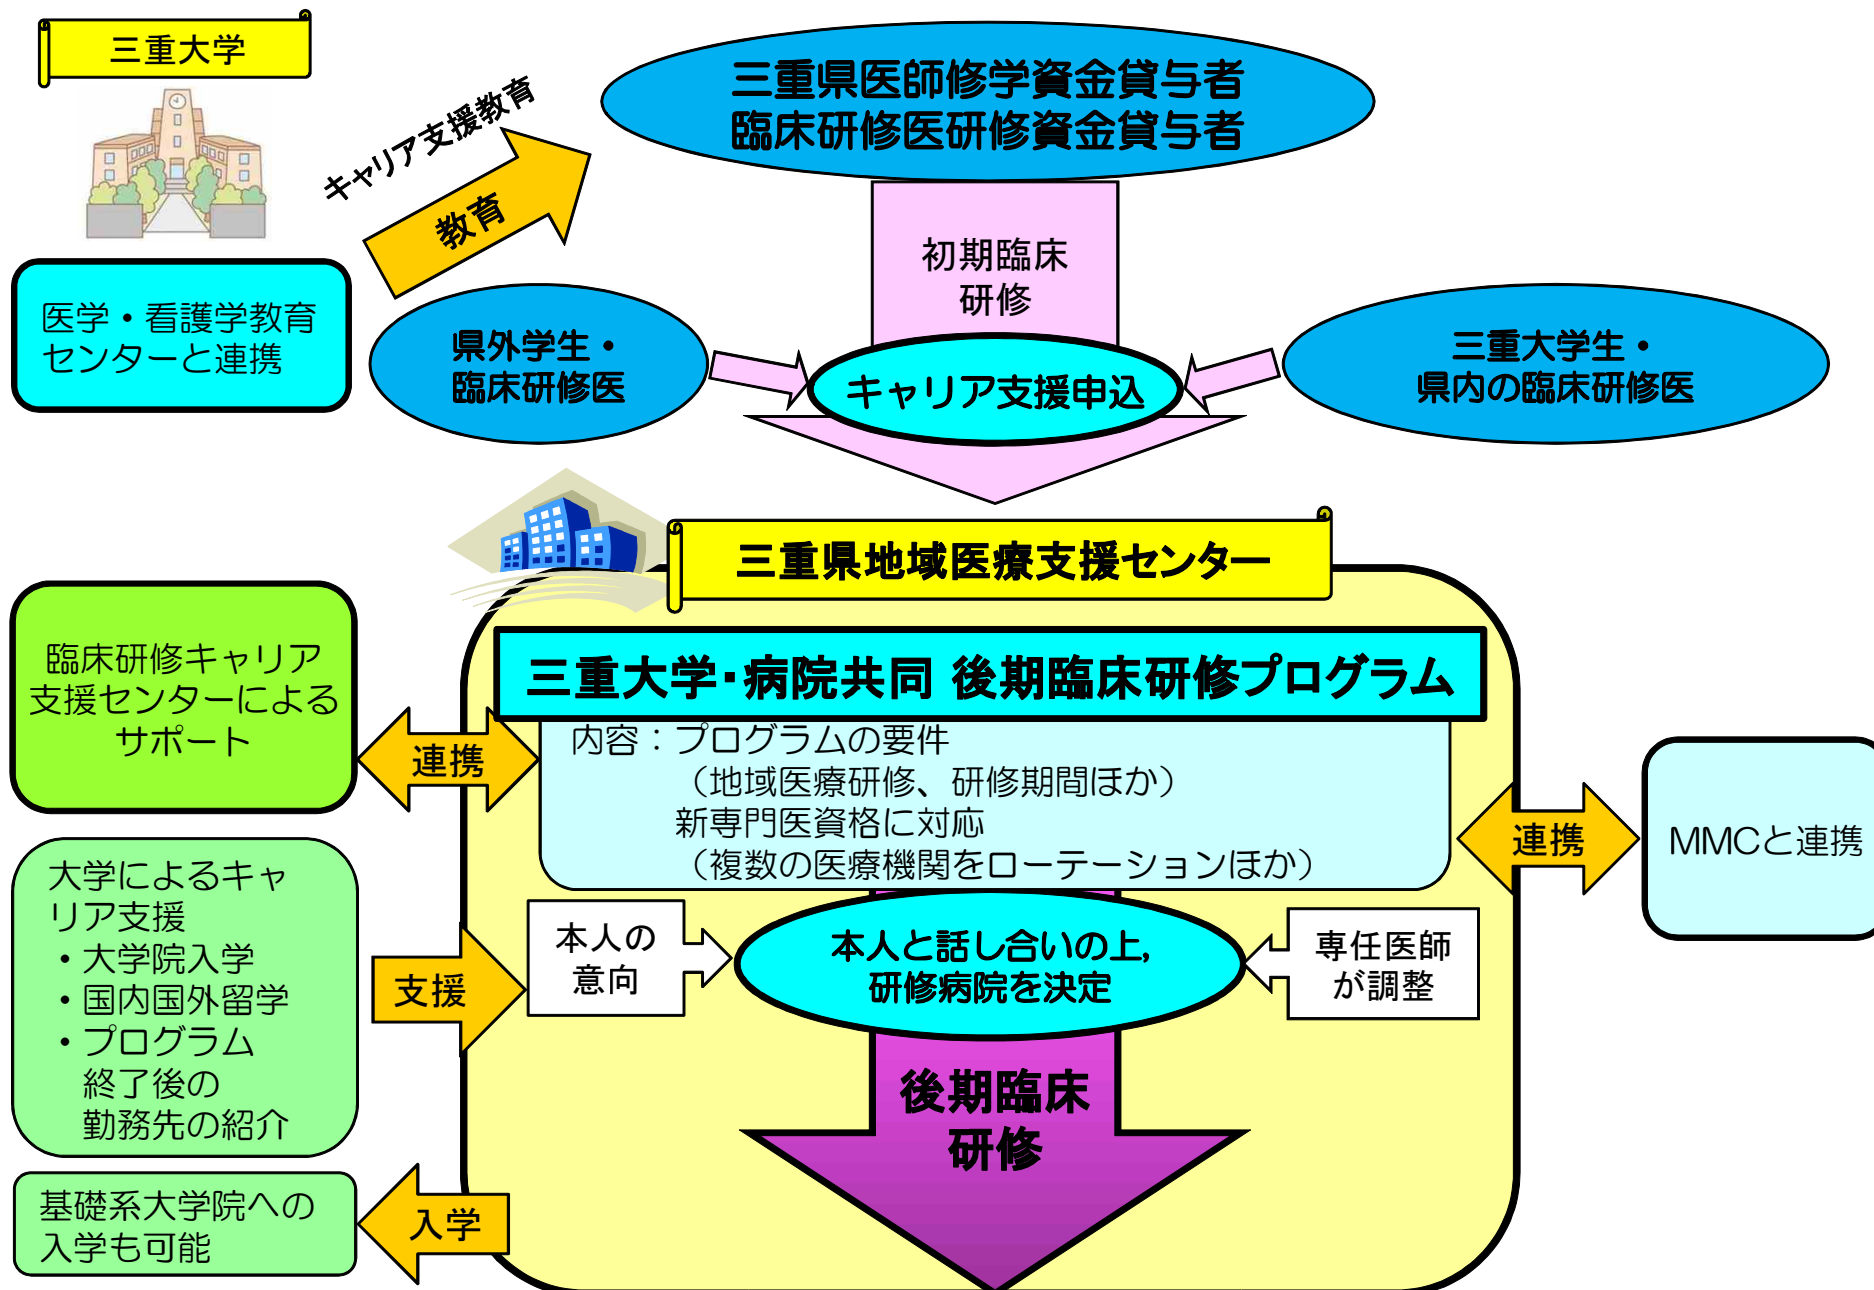 三重大学
三重県医師修学資金貸与者
臨床研修医研修資金貸与者
キャリア支援教育
教育
初期臨床
研修
医学・看護学教育
センターと連携
県外学生・
臨床研修医
キャリア支援申込
三重大学生・
県内の臨床研修医
三重県地域医療支援センター
三重大学・病院共同 後期臨床研修プログラム
臨床研修キャリア
支援センターによる
サポート
連携
内容：プログラムの要件
（地域医療研修、研修期間ほか）
新専門医資格に対応
（複数の医療機関をローテーションほか）
連携
MMCと連携
大学によるキャ
リア支援
・大学院入学
・国内国外留学
・プログラム
終了後の
勤務先の紹介
支援
本人の
意向
本人と話し合いの上,
研修病院を決定
専任医師
が調整
後期臨床
研修
基礎系大学院への
入学も可能
入学